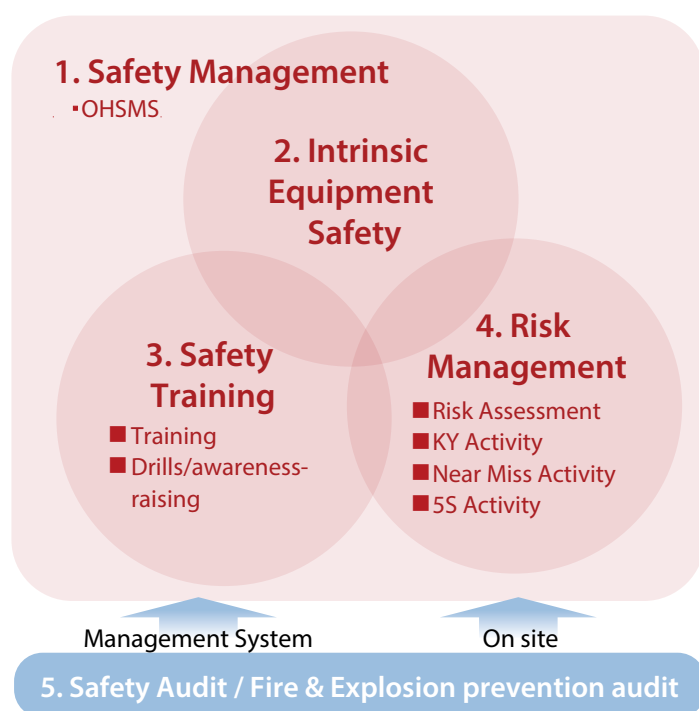 1. Safety Management
▪OHSMS
2. Intrinsic
Equipment
Safety
3. Safety
Training
■ Training
■ Drills/awareness-
raising
4. Risk
Management
■ Risk Assessment
■ KY Activity
■ Near Miss Activity
■ 5S Activity
Management System
On site
5. Safety Audit / Fire & Explosion prevention audit